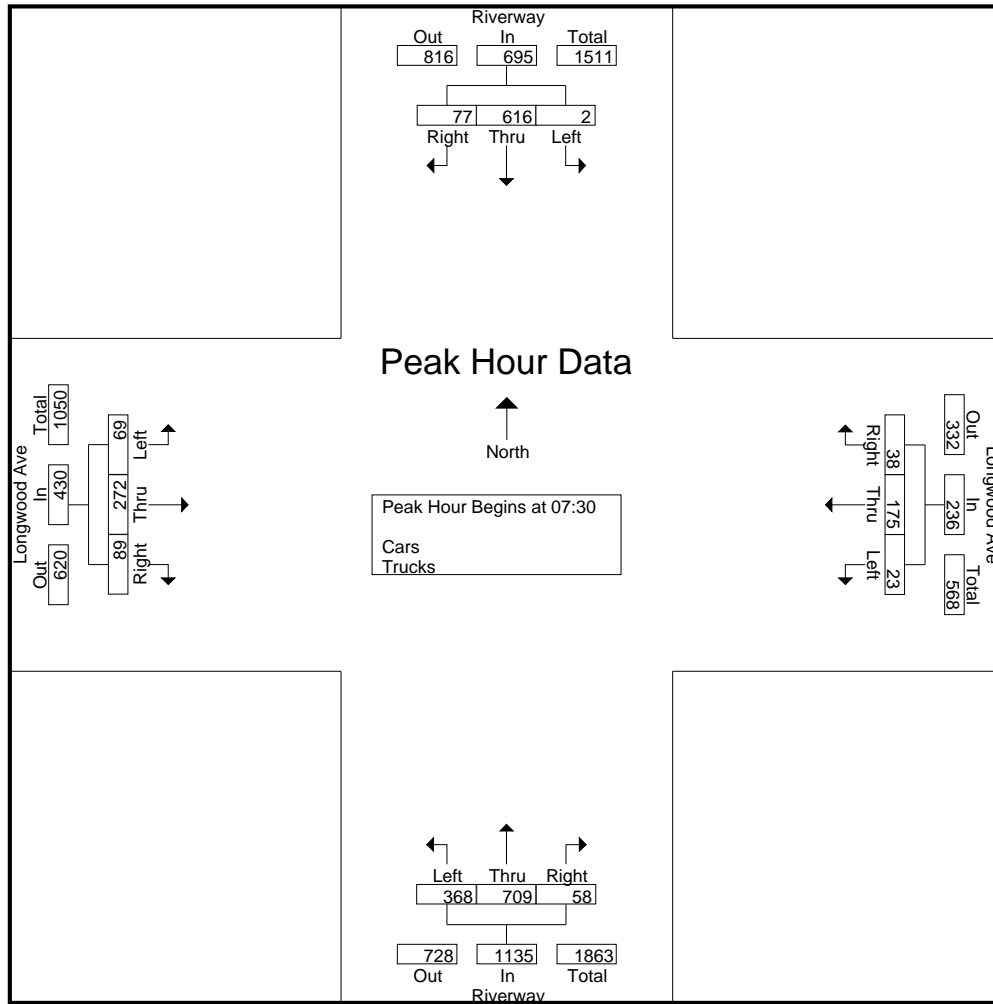 Riverway
Out In Total
816 695 1511
77 616 2
Right Thru Left
Peak Hour Data
North
Peak Hour Begins at 07:30
Cars
Trucks
Longwood Ave
Out In Total
620 430 1050
Right Thru Left
89 272 69
Longwood Ave
Out In Total
332 236 568
38 175 23
Right Thru Left
Left Thru Right
368 709 58
728 1135 1863
Out In Total
Riverway